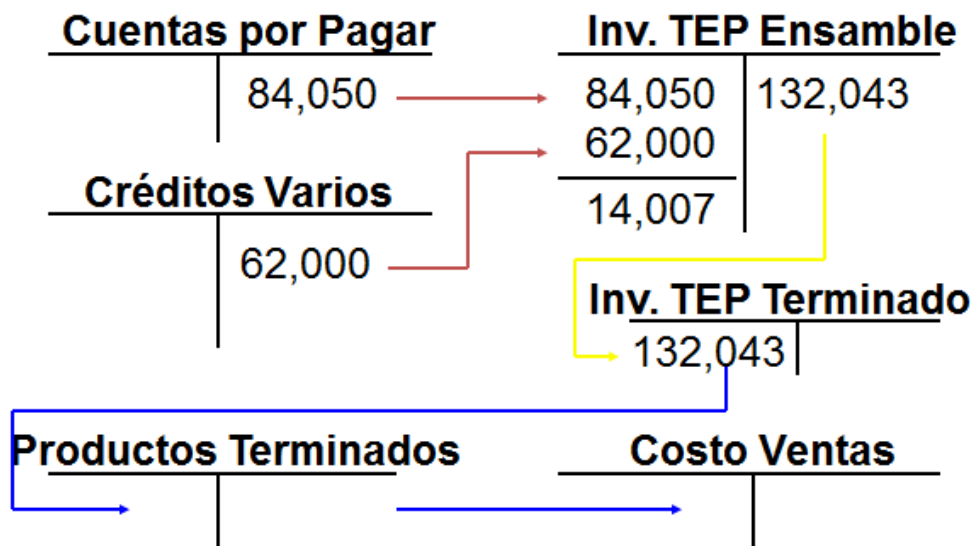 Cuentas por Pagar
84,050
Créditos Varios
62,000
Inv. TEP Ensamble
84,050 132,043
62,000
14,007
Inv. TEP Terminado
132,043
Productos Terminados
Costo Ventas